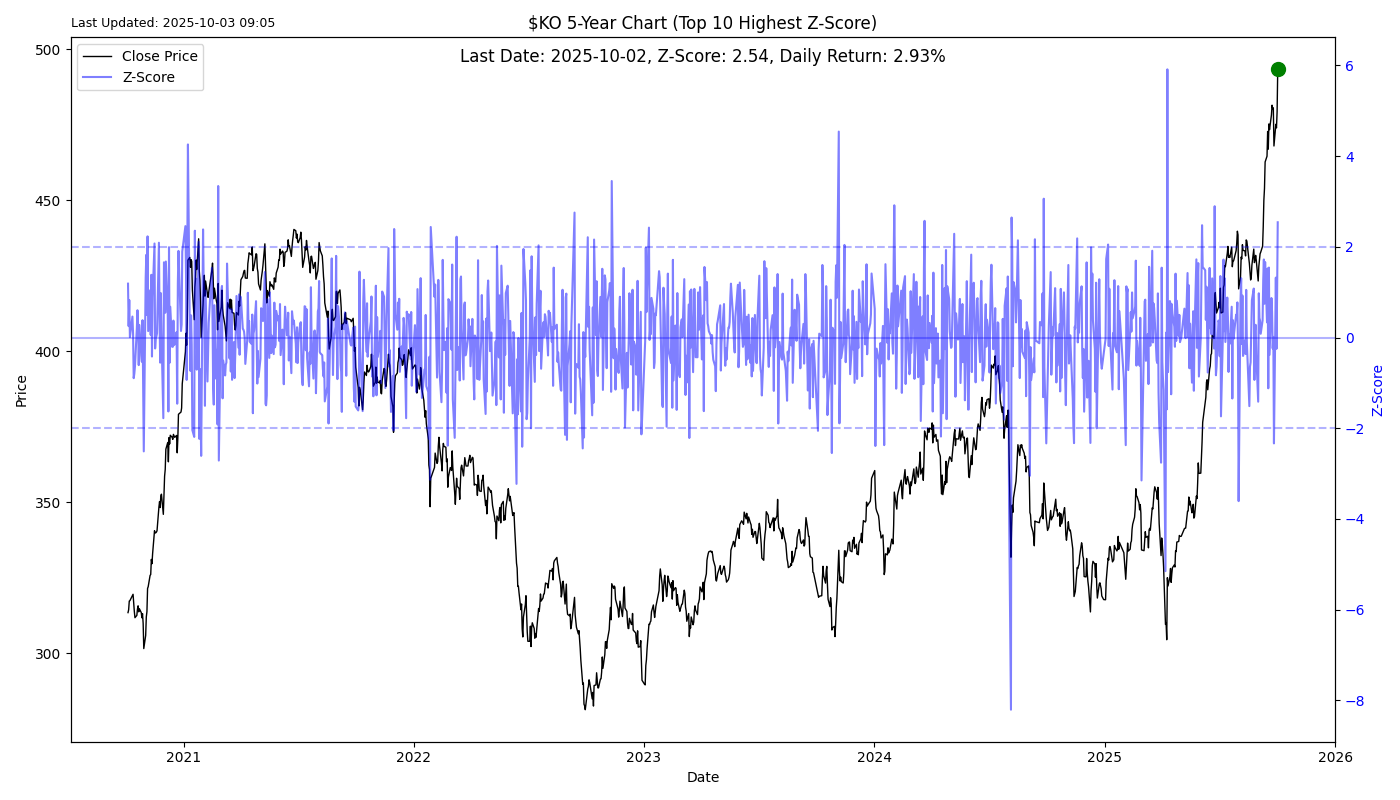 Last Updated: 2025-10-03 09:05
$KO 5-Year Chart (Top 10 Highest Z-Score)
Last Date: 2025-10-02, Z-Score: 2.54, Daily Return: 2.93%
Close Price
Z-Score
500
450
400
350
300
Price
6
4
2
0
−2
−4
−6
−8
Z-Score
2021
2022
2023
2024
2025
2026
Date